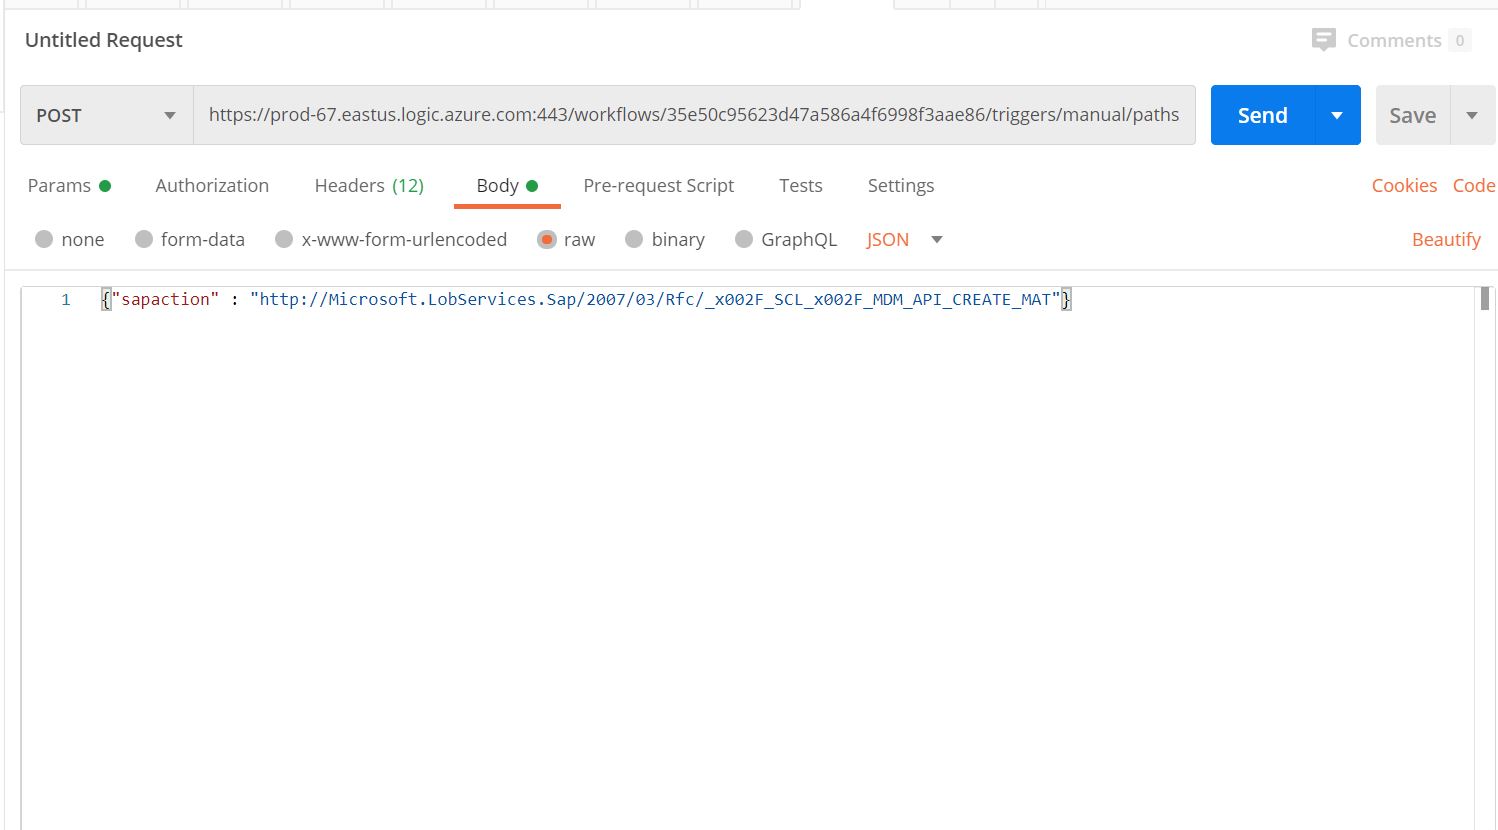 Untitled Request
Comments 0
POST https://prod-67.eastus.logic.azure.com:443/workflows/35e50c95623d47a586a4f6998f3aae86/triggers/manual/paths Send Save
Params Authorization Headers (12) Body Pre-request Script Tests Settings Cookies Code
none form-data x-www-form-urlencoded raw binary GraphQL JSON Beautify
1 {"sapaction" : "http://Microsoft.LobServices.Sap/2007/03/Rfc/_x002F_SCL_x002F_MDM_API_CREATE_MAT"}